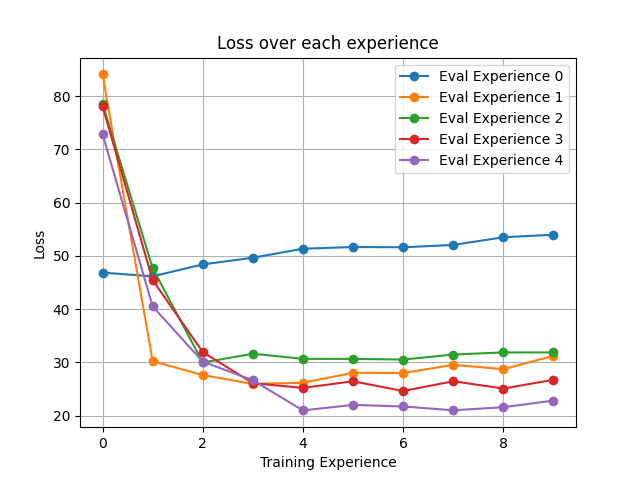 Loss over each experience
Eval Experience 0
Eval Experience 1
Eval Experience 2
Eval Experience 3
Eval Experience 4
Loss
80
70
60
50
40
30
20
0 2 4 6 8
Training Experience